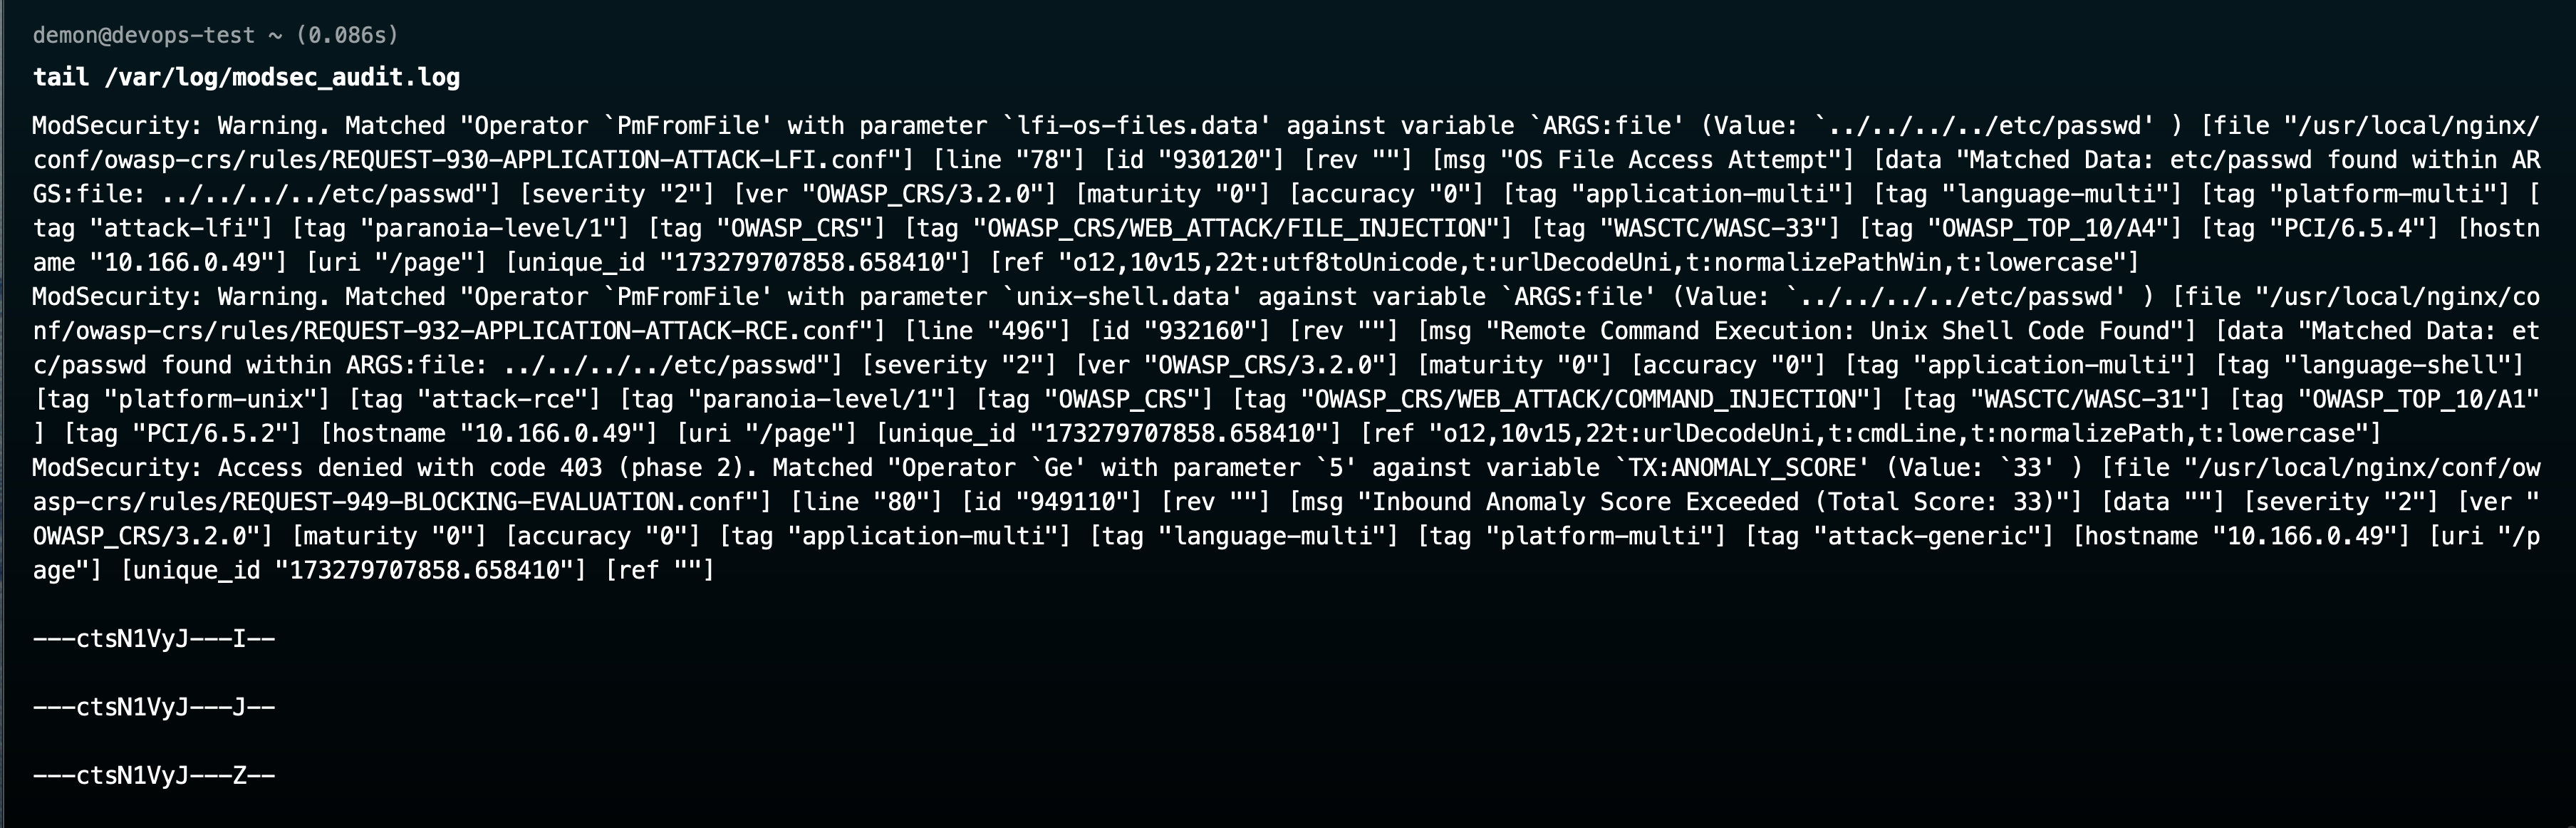 demon@devops-test ~ (0.086s)
tail /var/log/modsec_audit.log
ModSecurity: Warning. Matched "Operator `PmFromFile' with parameter `lfi-os-files.data' against variable `ARGS:file' (Value: `../../../../etc/passwd' ) [file "/usr/local/nginx/
conf/owasp-crs/rules/REQUEST-930-APPLICATION-ATTACK-LFI.conf"] [line "78"] [id "930120"] [rev ""] [msg "OS File Access Attempt"] [data "Matched Data: etc/passwd found within AR
GS:file: ../../../../etc/passwd"] [severity "2"] [ver "OWASP_CRS/3.2.0"] [maturity "0"] [accuracy "0"] [tag "application-multi"] [tag "language-multi"] [tag "platform-multi"] [
tag "attack-lfi"] [tag "paranoia-level/1"] [tag "OWASP_CRS"] [tag "OWASP_CRS/WEB_ATTACK/FILE_INJECTION"] [tag "WASCTC/WASC-33"] [tag "OWASP_TOP_10/A4"] [tag "PCI/6.5.4"] [hostn
ame "10.166.0.49"] [uri "/page"] [unique_id "173279707858.658410"] [ref "o12,10v15,22t:utf8toUnicode,t:urlDecodeUni,t:normalizePathWin,t:lowercase"]
ModSecurity: Warning. Matched "Operator `PmFromFile' with parameter `unix-shell.data' against variable `ARGS:file' (Value: `../../../../etc/passwd' ) [file "/usr/local/nginx/co
nf/owasp-crs/rules/REQUEST-932-APPLICATION-ATTACK-RCE.conf"] [line "496"] [id "932160"] [rev ""] [msg "Remote Command Execution: Unix Shell Code Found"] [data "Matched Data: et
c/passwd found within ARGS:file: ../../../../etc/passwd"] [severity "2"] [ver "OWASP_CRS/3.2.0"] [maturity "0"] [accuracy "0"] [tag "application-multi"] [tag "language-shell"]
[tag "platform-unix"] [tag "attack-rce"] [tag "paranoia-level/1"] [tag "OWASP_CRS"] [tag "OWASP_CRS/WEB_ATTACK/COMMAND_INJECTION"] [tag "WASCTC/WASC-31"] [tag "OWASP_TOP_10/A1"
] [tag "PCI/6.5.2"] [hostname "10.166.0.49"] [uri "/page"] [unique_id "173279707858.658410"] [ref "o12,10v15,22t:urlDecodeUni,t:cmdLine,t:normalizePath,t:lowercase"]
ModSecurity: Access denied with code 403 (phase 2). Matched "Operator `Ge' with parameter `5' against variable `TX:ANOMALY_SCORE' (Value: `33' ) [file "/usr/local/nginx/conf/ow
asp-crs/rules/REQUEST-949-BLOCKING-EVALUATION.conf"] [line "80"] [id "949110"] [rev ""] [msg "Inbound Anomaly Score Exceeded (Total Score: 33)"] [data ""] [severity "2"] [ver "
OWASP_CRS/3.2.0"] [maturity "0"] [accuracy "0"] [tag "application-multi"] [tag "language-multi"] [tag "platform-multi"] [tag "attack-generic"] [hostname "10.166.0.49"] [uri "/p
age"] [unique_id "173279707858.658410"] [ref ""]
---ctsN1VyJ---I--
---ctsN1VyJ---J--
---ctsN1VyJ---Z--